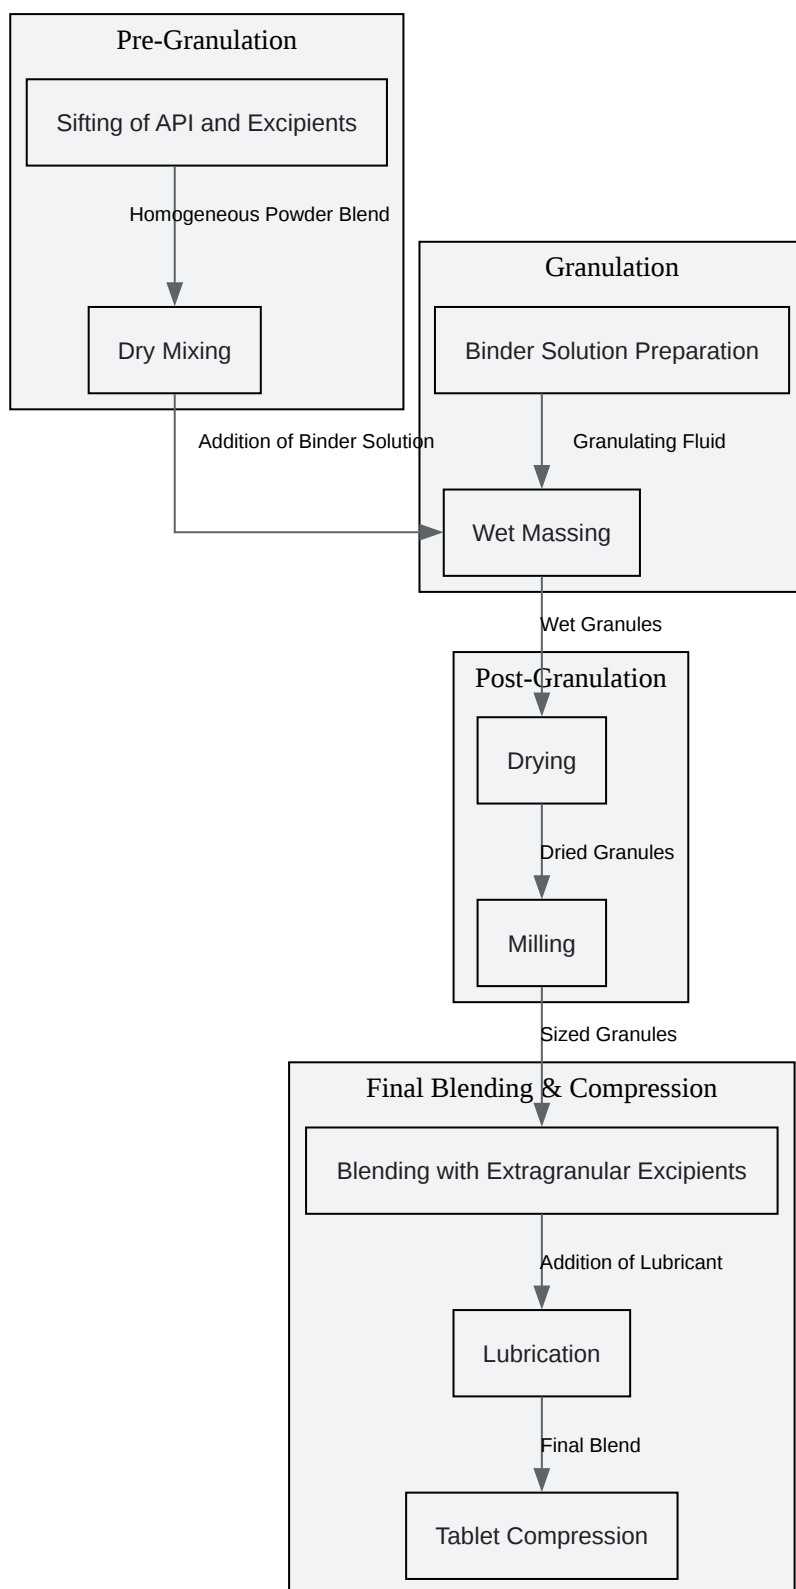 Pre-Granulation
Sifting of API and Excipients
Homogeneous Powder Blend
Dry Mixing
Granulation
Binder Solution Preparation
Addition of Binder Solution
Granulating Fluid
Wet Massing
Wet Granules
Post-Granulation
Drying
Dried Granules
Milling
Sized Granules
Final Blending & Compression
Blending with Extragranular Excipients
Addition of Lubricant
Lubrication
Final Blend
Tablet Compression